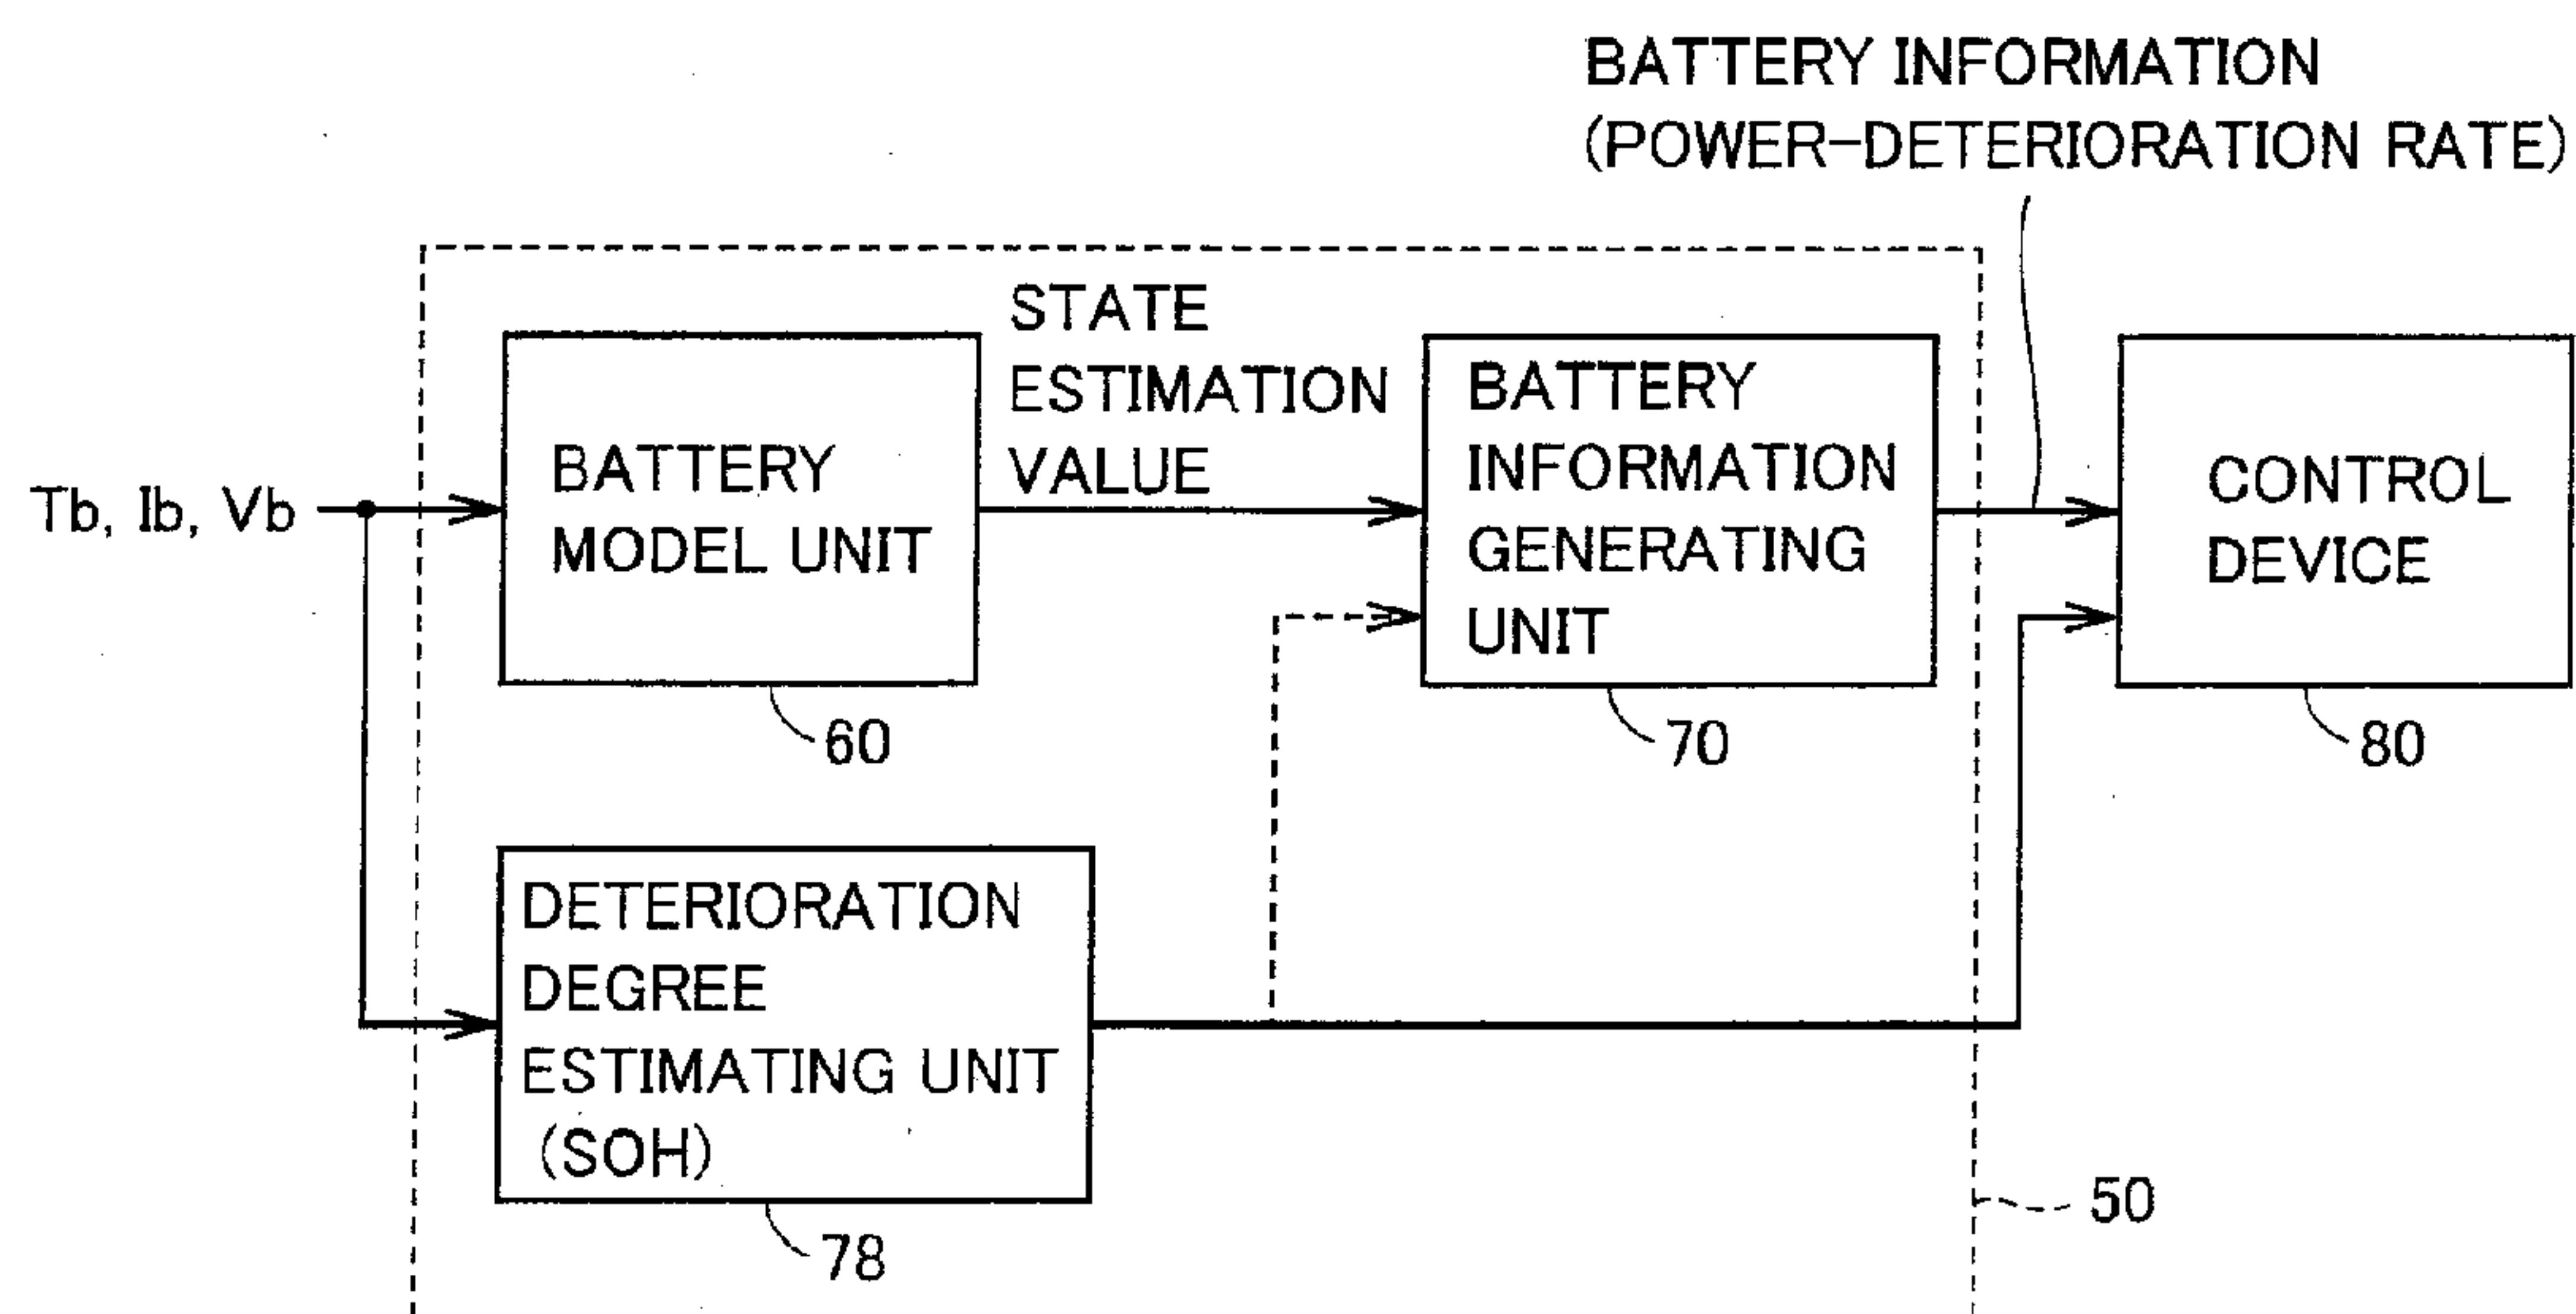 BATTERY INFORMATION
(POWER-DETERIORATION RATE)
STATE
ESTIMATION
VALUE
BATTERY
INFORMATION
GENERATING
UNIT
BATTERY
MODEL UNIT
CONTROL
DEVICE
Tb, Ib, Vb
60
70
80
DETERIORATION
DEGREE
ESTIMATING UNIT
(SOH)
50
78